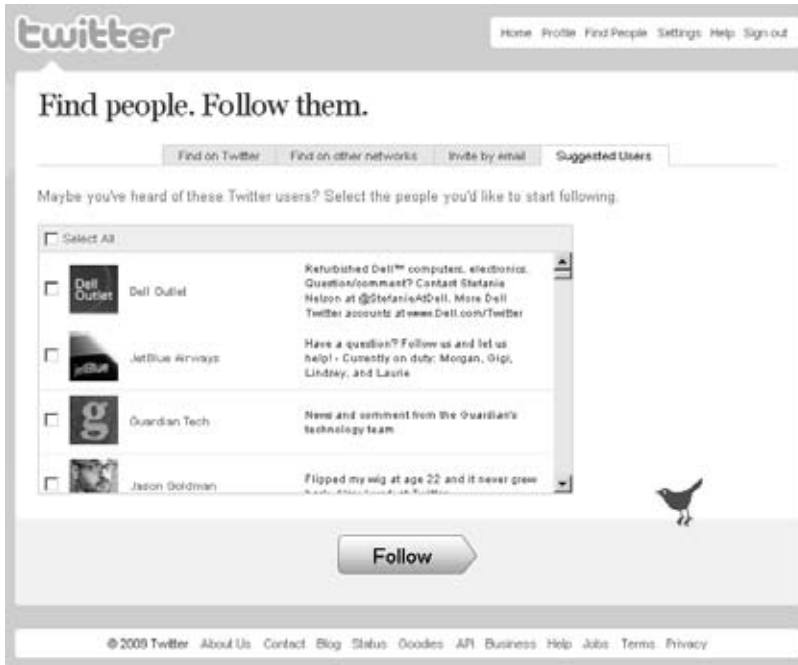 twitter
Home Profile Find People Settings Help Sign out
Find people. Follow them.
Find on Twitter Find on other networks Invite by email Suggested Users
Maybe you've heard of these Twitter users? Select the people you'd like to start following.
Select All
Dell
Outlet
Dell Outlet
Refurbished Dell™ computers, electronics.
Question/comment? Contact Stefanie
Nelson at @StefanieAtDell. More Dell
Twitter accounts at www.Dell.com/Twitter
jetBlue
JetBlue Airways
Have a question? Follow us and let us
help! - Currently on duty: Morgan, Gigi,
Lindsey, and Laurie
g
Guardian Tech
News and comment from the Guardian's
technology team
Jason Goldman
Flipped my wig at age 22 and it never grew
Follow
© 2009 Twitter About Us Contact Blog Status Goodies API Business Help Jobs Terms Privacy